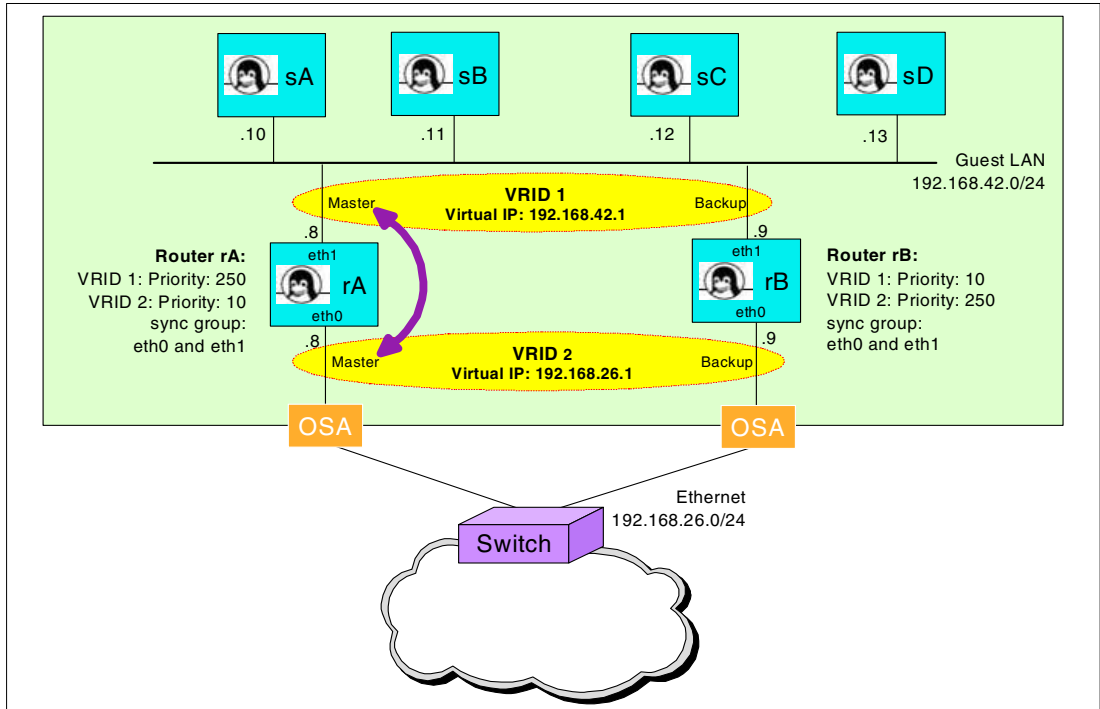 sA
sB
sC
sD
.10
.11
.12
.13
Guest LAN
192.168.42.0/24
VRID 1
Master
Backup
Virtual IP: 192.168.42.1
.8
.9
eth1
eth1
Router rA:
VRID 1: Priority: 250
VRID 2: Priority: 10
sync group:
eth0 and eth1
rA
eth0
rB
eth0
Router rB:
VRID 1: Priority: 10
VRID 2: Priority: 250
sync group:
eth0 and eth1
.8
.9
VRID 2
Master
Backup
Virtual IP: 192.168.26.1
OSA
OSA
Ethernet
192.168.26.0/24
Switch